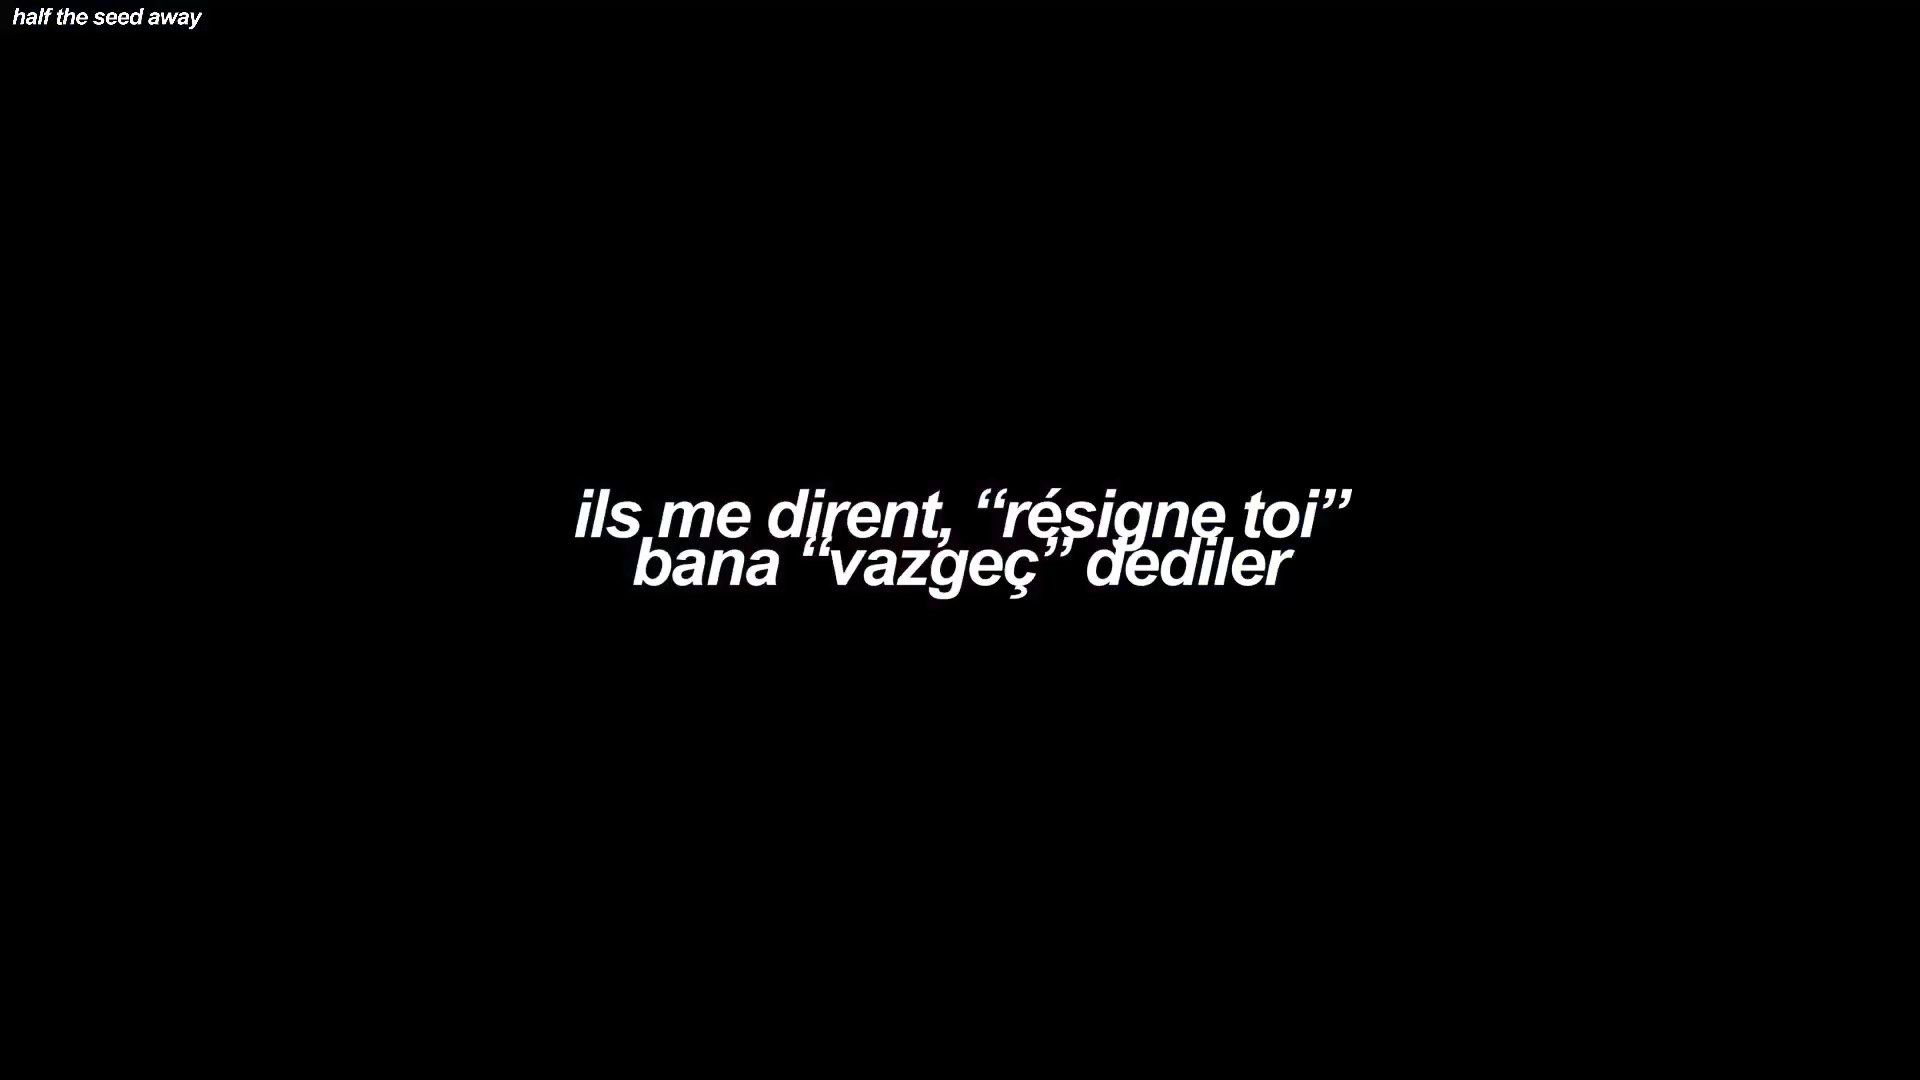 half the seed away
ils me dirent, “résigne toi”
bana “vazgeç” dediler